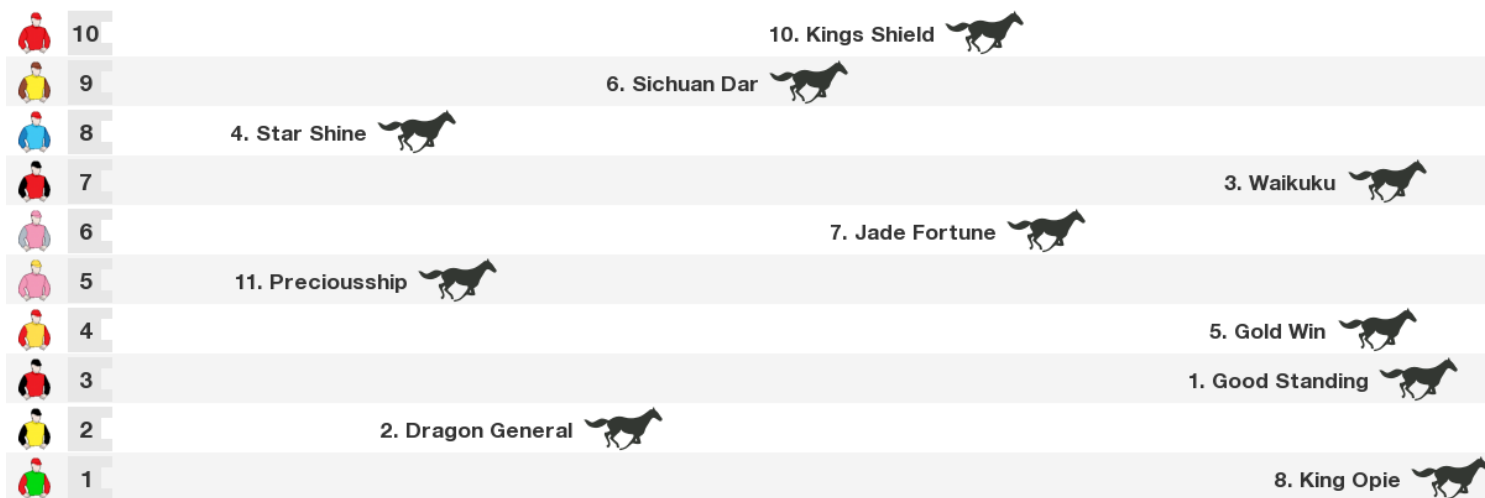 10 10. Kings Shield
9 6. Sichuan Dar
8 4. Star Shine
7 3. Waikuku
6 7. Jade Fortune
5 11. Preciousship
4 5. Gold Win
3 1. Good Standing
2 2. Dragon General
1 8. King Opie